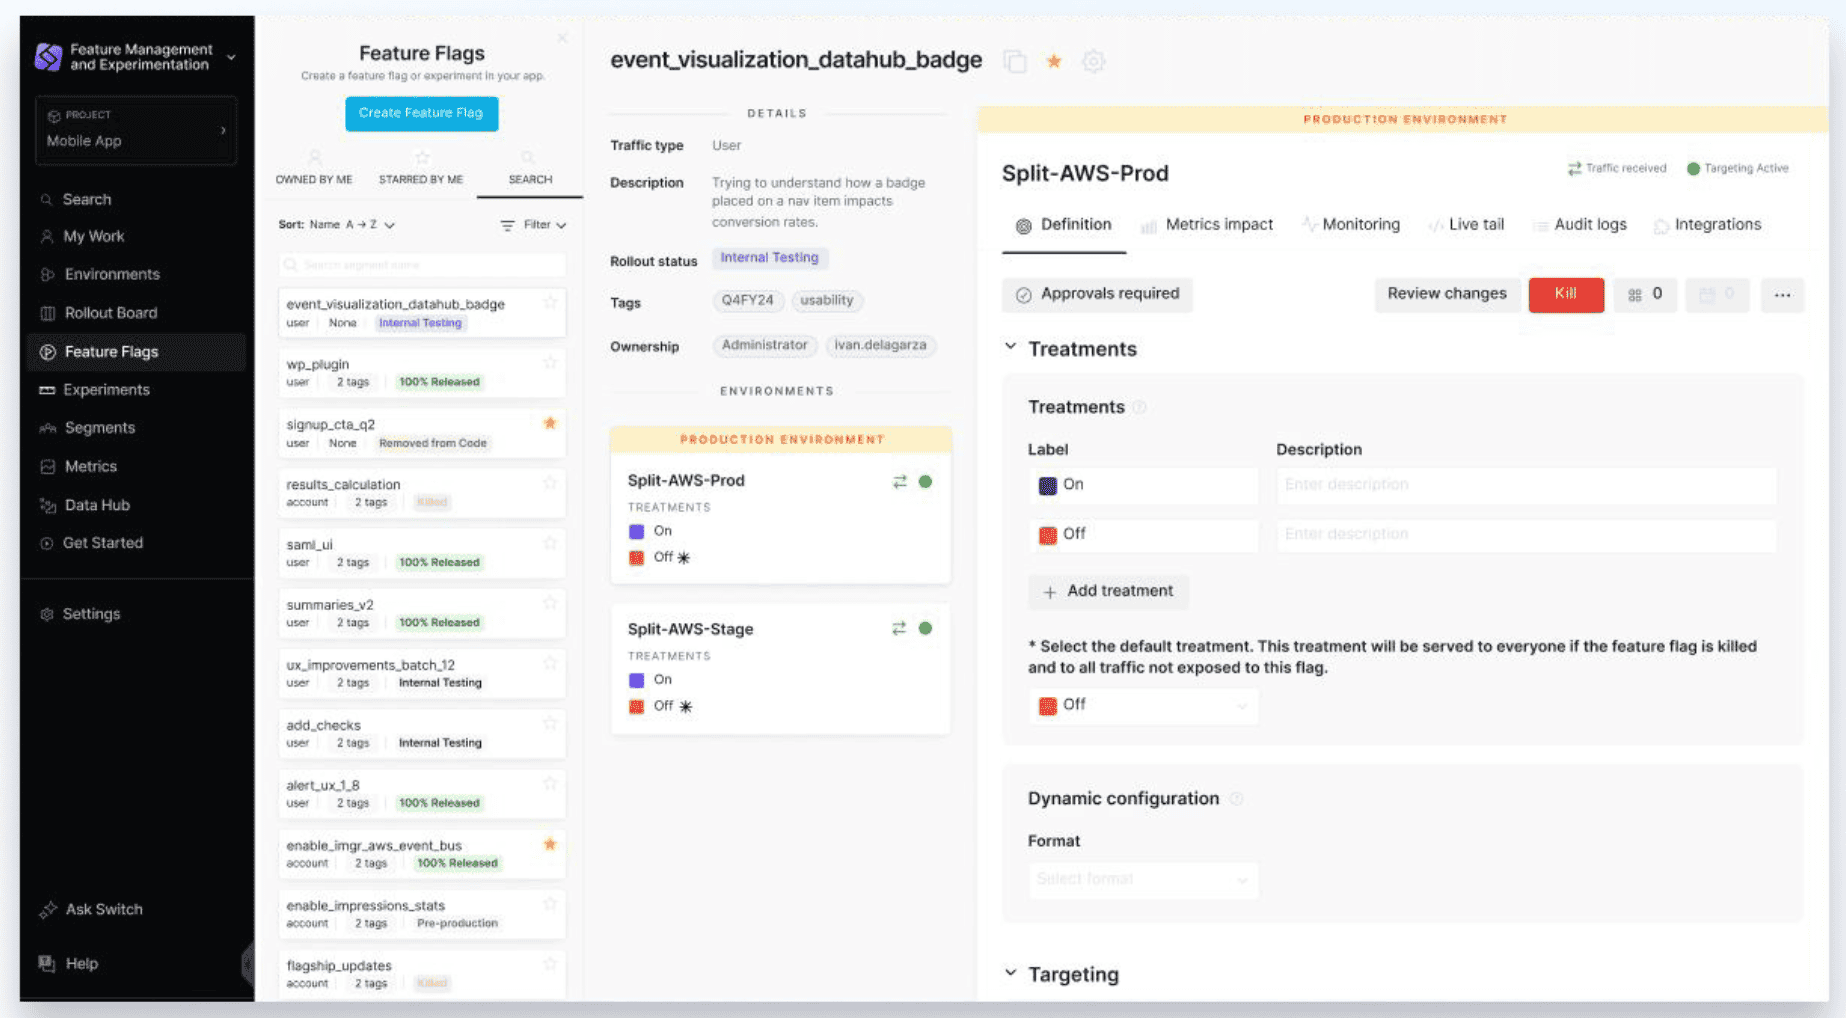 Feature Management
and Experimentation
PROJECT
Mobile App
Search
My Work
Environments
Rollout Board
Feature Flags
Experiments
Segments
Metrics
Data Hub
Get Started
Settings
Ask Switch
Help
Feature Flags
Create a feature flag or experiment in your app.
Create Feature Flag
OWNED BY ME STARRED BY ME SEARCH
Sort: Name A → Z Filter
Search segment name
event_visualization_datahub_badge
user None Internal Testing
wp_plugin
user 2 tags 100% Released
signup_cta_q2
user None Removed from Code
results_calculation
account 2 tags Killed
saml_ui
user 2 tags 100% Released
summaries_v2
user 2 tags 100% Released
ux_improvements_batch_12
user 2 tags Internal Testing
add_checks
user 2 tags Internal Testing
alert_ux_1_8
user 2 tags 100% Released
enable_imgr_aws_event_bus
account 2 tags 100% Released
enable_impressions_stats
account 2 tags Pre-production
flagship_updates
account 2 tags Killed
event_visualization_datahub_badge
DETAILS
Traffic type User
Description Trying to understand how a badge
placed on a nav item impacts
conversion rates.
Rollout status Internal Testing
Tags Q4FY24 usability
Ownership Administrator ivan.delagarza
ENVIRONMENTS
PRODUCTION ENVIRONMENT
Split-AWS-Prod
TREATMENTS
On
Off *
Split-AWS-Stage
TREATMENTS
On
Off *
PRODUCTION ENVIRONMENT
Split-AWS-Prod Traffic received Targeting Active
Definition Metrics impact Monitoring Live tail Audit logs Integrations
Approvals required Review changes Kill 0 0 ...
Treatments
Treatments
Label Description
On Enter description
Off Enter description
+ Add treatment
* Select the default treatment. This treatment will be served to everyone if the feature flag is killed
and to all traffic not exposed to this flag.
Off
Dynamic configuration
Format
Select format
Targeting